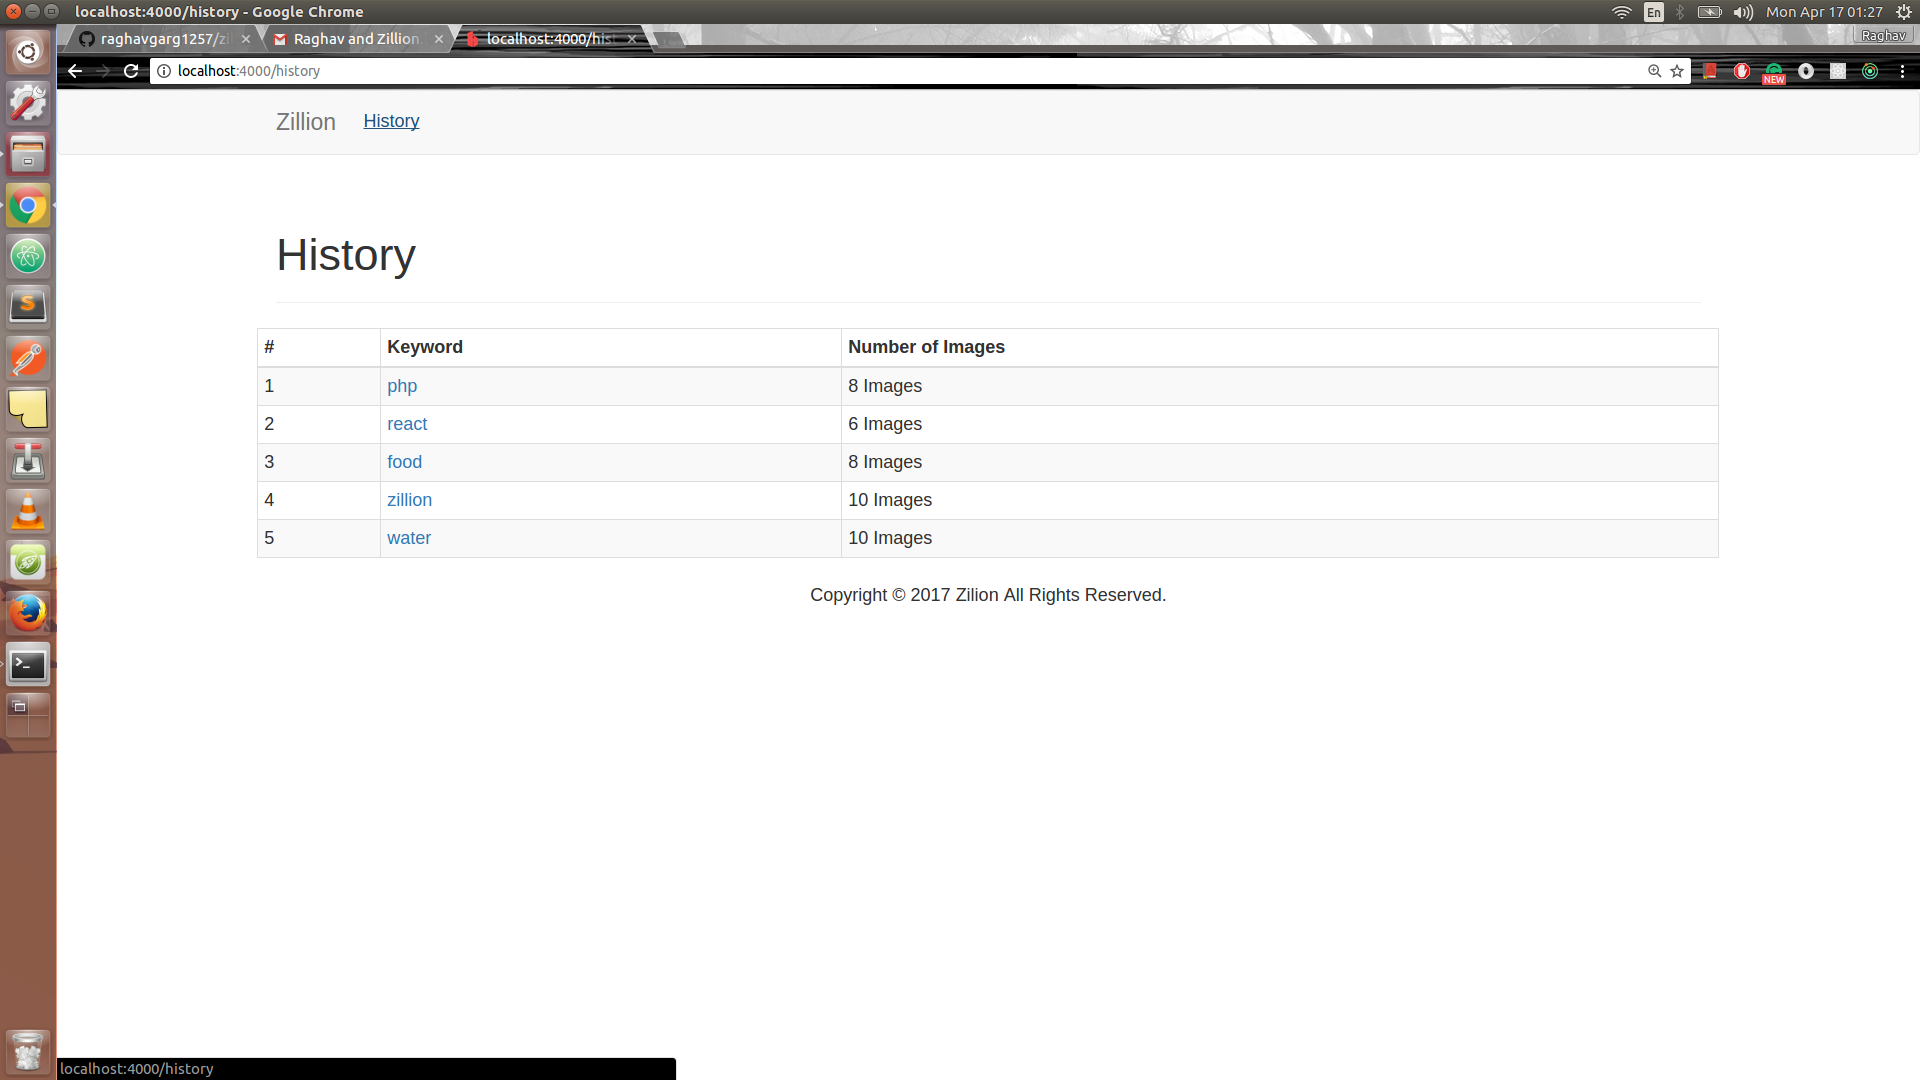 localhost:4000/history - Google Chrome
En
Mon Apr 17 01:27
raghavgarg1257/zi
Raghav and Zillion.
localhost:4000/hist
Raghav
localhost:4000/history
NEW
Zillion History
History
# Keyword Number of Images
1 php 8 Images
2 react 6 Images
3 food 8 Images
4 zillion 10 Images
5 water 10 Images
Copyright © 2017 Zilion All Rights Reserved.
localhost:4000/history